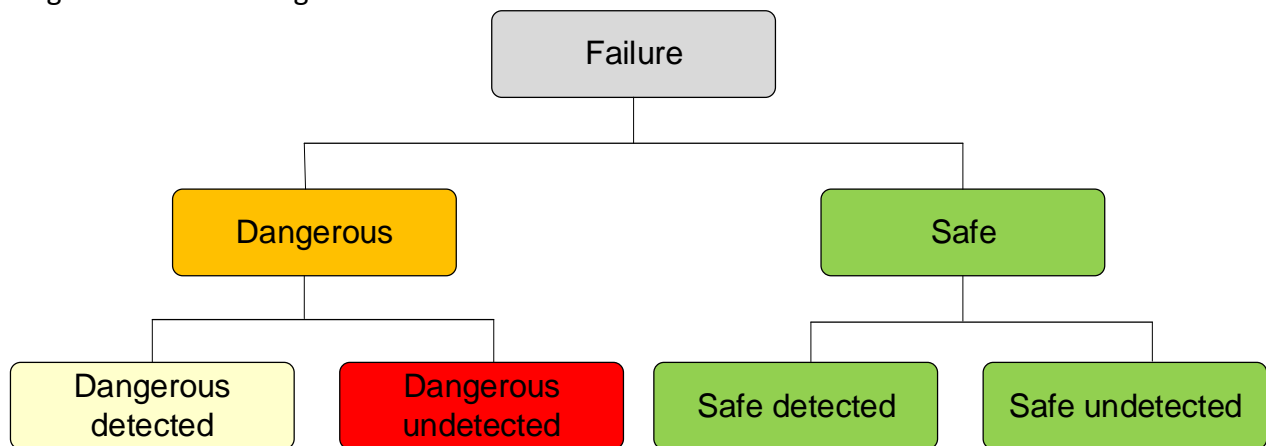 Failure
Dangerous
Safe
Dangerous
detected
Dangerous
undetected
Safe detected
Safe undetected